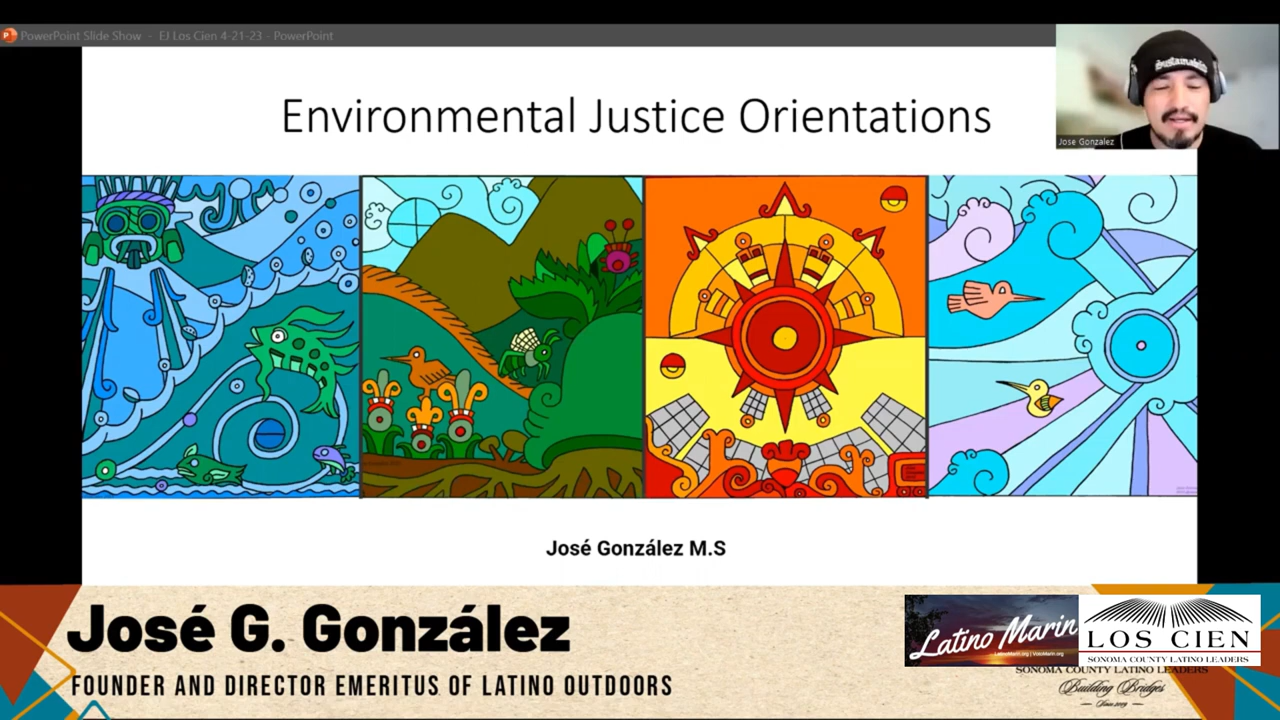 PowerPoint Slide Show - EJ Los Cien 4-21-23 - PowerPoint
Environmental Justice Orientations
Jose Gonzalez
José González M.S
José G. González
FOUNDER AND DIRECTOR EMERITUS OF LATINO OUTDOORS
Latino Marin
LOS CIEN
SONOMA COUNTY LATINO LEADERS
SONOMA COUNTY LATINO LEADERS
Building Bridges